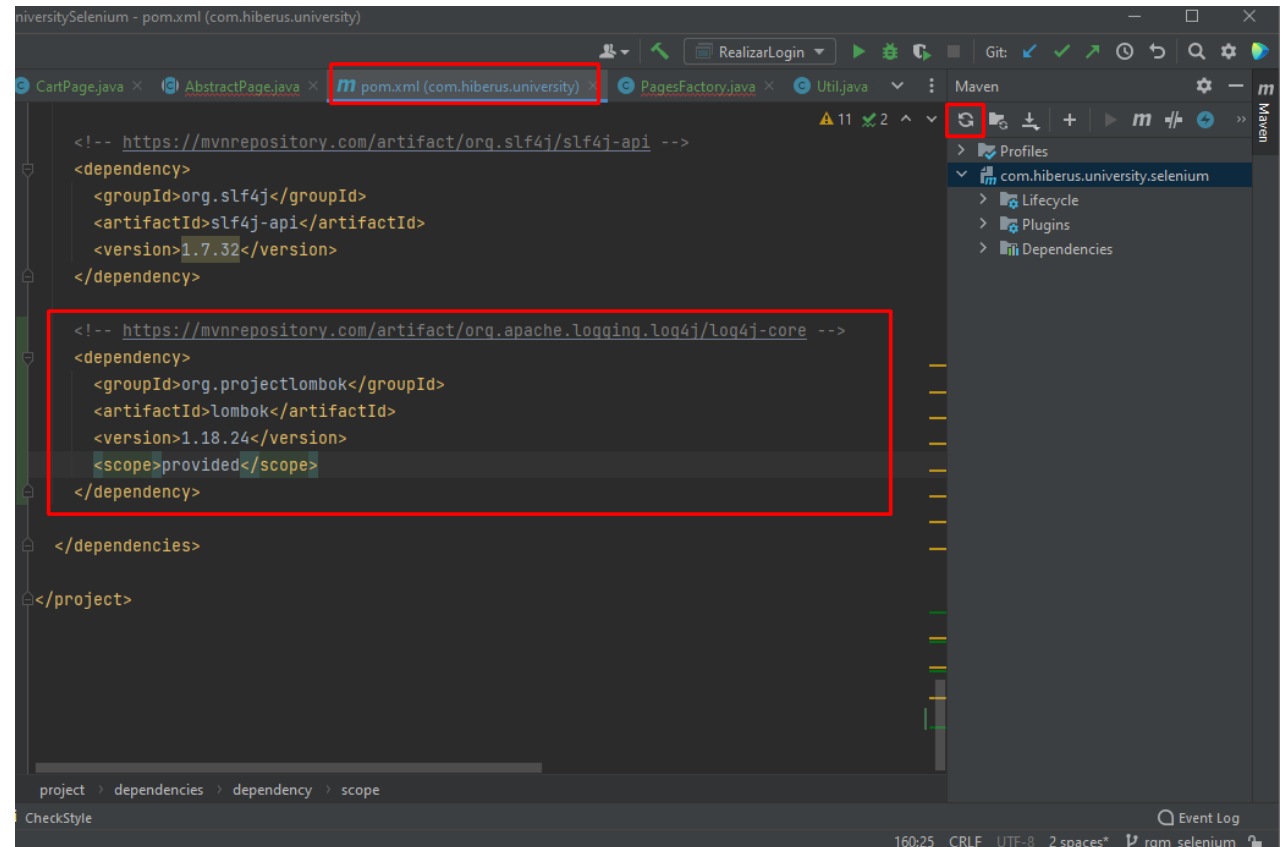 niversitySelenium - pom.xml (com.hiberus.university)
RealizarLogin
Git:
CartPage.java
AbstractPage.java
pom.xml (com.hiberus.university)
PagesFactory.java
Util.java
Maven
11 2
<!-- https://mvnrepository.com/artifact/org.slf4j/slf4j-api -->
<dependency>
<groupId>org.slf4j</groupId>
<artifactId>slf4j-api</artifactId>
<version>1.7.32</version>
</dependency>
<!-- https://mvnrepository.com/artifact/org.apache.logging.log4j/log4j-core -->
<dependency>
<groupId>org.projectlombok</groupId>
<artifactId>lombok</artifactId>
<version>1.18.24</version>
<scope>provided</scope>
</dependency>
</dependencies>
</project>
Profiles
com.hiberus.university.selenium
Lifecycle
Plugins
Dependencies
Maven
project > dependencies > dependency > scope
CheckStyle
Event Log
160:25 CRLF UTF-8 2 spaces* rgm_selenium